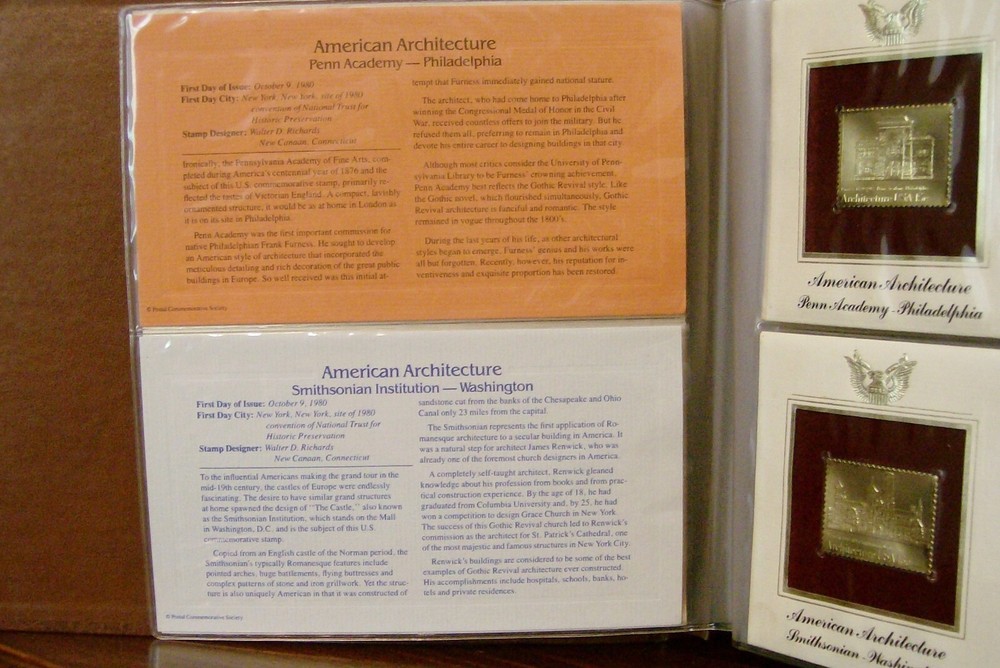 American Architecture
Penn Academy — Philadelphia
First Day of Issue: October 9, 1980
First Day City: New York, New York, site of 1980
convention of National Trust for
Historic Preservation
Stamp Designer: Walter D. Richards
New Canaan, Connecticut
Ironically, the Pennsylvania Academy of Fine Arts, com-
pleted during America's centennial year of 1876 and the
subject of this U.S. commemorative stamp, primarily re-
flected the tastes of Victorian England. A compact, lavishly
ornamented structure, it would be as at home in London as
it is on its site in Philadelphia.
Penn Academy was the first important commission for
native Philadelphian Frank Furness. He sought to develop
an American style of architecture that incorporated the
meticulous detailing and rich decoration of the great public
buildings in Europe. So well received was this initial at-
tempt that Furness immediately gained national stature.
The architect, who had come home to Philadelphia after
winning the Congressional Medal of Honor in the Civil
War, received countless offers to join the military. But he
refused them all, preferring to remain in Philadelphia and
devote his entire career to designing buildings in that city.
Although most critics consider the University of Penn-
sylvania Library to be Furness' crowning achievement,
Penn Academy best reflects the Gothic Revival style. Like
the Gothic novel, which flourished simultaneously, Gothic
Revival architecture is fanciful and romantic. The style
remained in vogue throughout the 1800's.
During the last years of his life, as other architectural
styles began to emerge, Furness' genius and his works were
all but forgotten. Recently, however, his reputation for in-
ventiveness and exquisite proportion has been restored.
© Postal Commemorative Society
American Architecture
Smithsonian Institution — Washington
First Day of Issue: October 9, 1980
First Day City: New York, New York, site of 1980
convention of National Trust for
Historic Preservation
Stamp Designer: Walter D. Richards
New Canaan, Connecticut
To the influential Americans making the grand tour in the
mid-19th century, the castles of Europe were endlessly
fascinating. The desire to have similar grand structures
at home spawned the design of "The Castle," also known
as the Smithsonian Institution, which stands on the Mall
in Washington, D.C. and is the subject of this U.S.
commemorative stamp.
Copied from an English castle of the Norman period, the
Smithsonian's typically Romanesque features include
pointed arches, huge battlements, flying buttresses and
complex patterns of stone and iron grillwork. Yet the struc-
ture is also uniquely American in that it was constructed of
sandstone cut from the banks of the Chesapeake and Ohio
Canal only 23 miles from the capital.
The Smithsonian represents the first application of Ro-
manesque architecture to a secular building in America. It
was a natural step for architect James Renwick, who was
already one of the foremost church designers in America.
A completely self-taught architect, Renwick gleaned
knowledge about his profession from books and from prac-
tical construction experience. By the age of 18, he had
graduated from Columbia University and, by 25, he had
won a competition to design Grace Church in New York.
The success of this Gothic Revival church led to Renwick's
commission as the architect for St. Patrick's Cathedral, one
of the most majestic and famous structures in New York City.
Renwick's buildings are considered to be some of the best
examples of Gothic Revival architecture ever constructed.
His accomplishments include hospitals, schools, banks, ho-
tels and private residences.
© Postal Commemorative Society
Architecture USA 15c
American Architecture
Penn Academy - Philadelphia
Architecture USA
American Architecture
Smithsonian - Washi